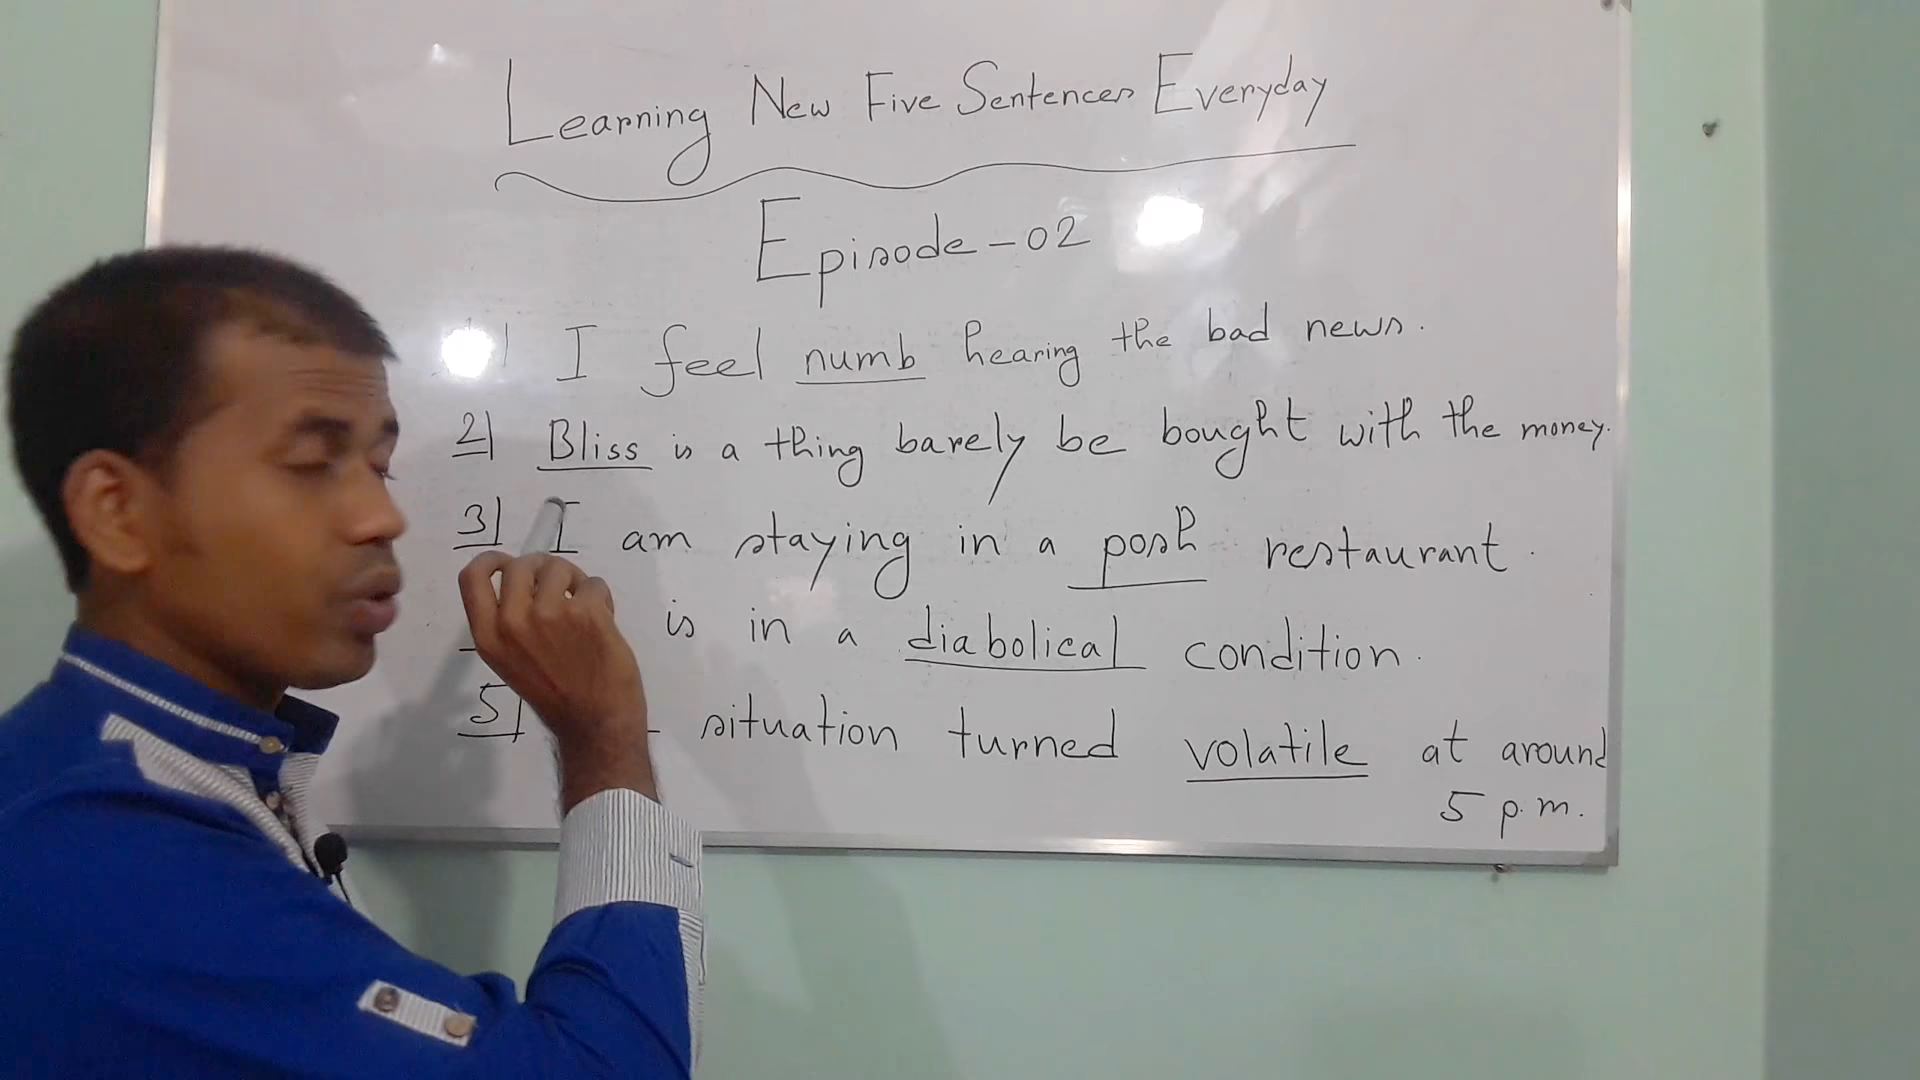 Learning New Five Sentences Everyday
Episode-02
I feel numb hearing the bad news.
2) Bliss is a thing barely be bought with the money.
3) I am staying in a posh restaurant.
is in a diabolical condition.
5) situation turned volatile at around
5 p.m.